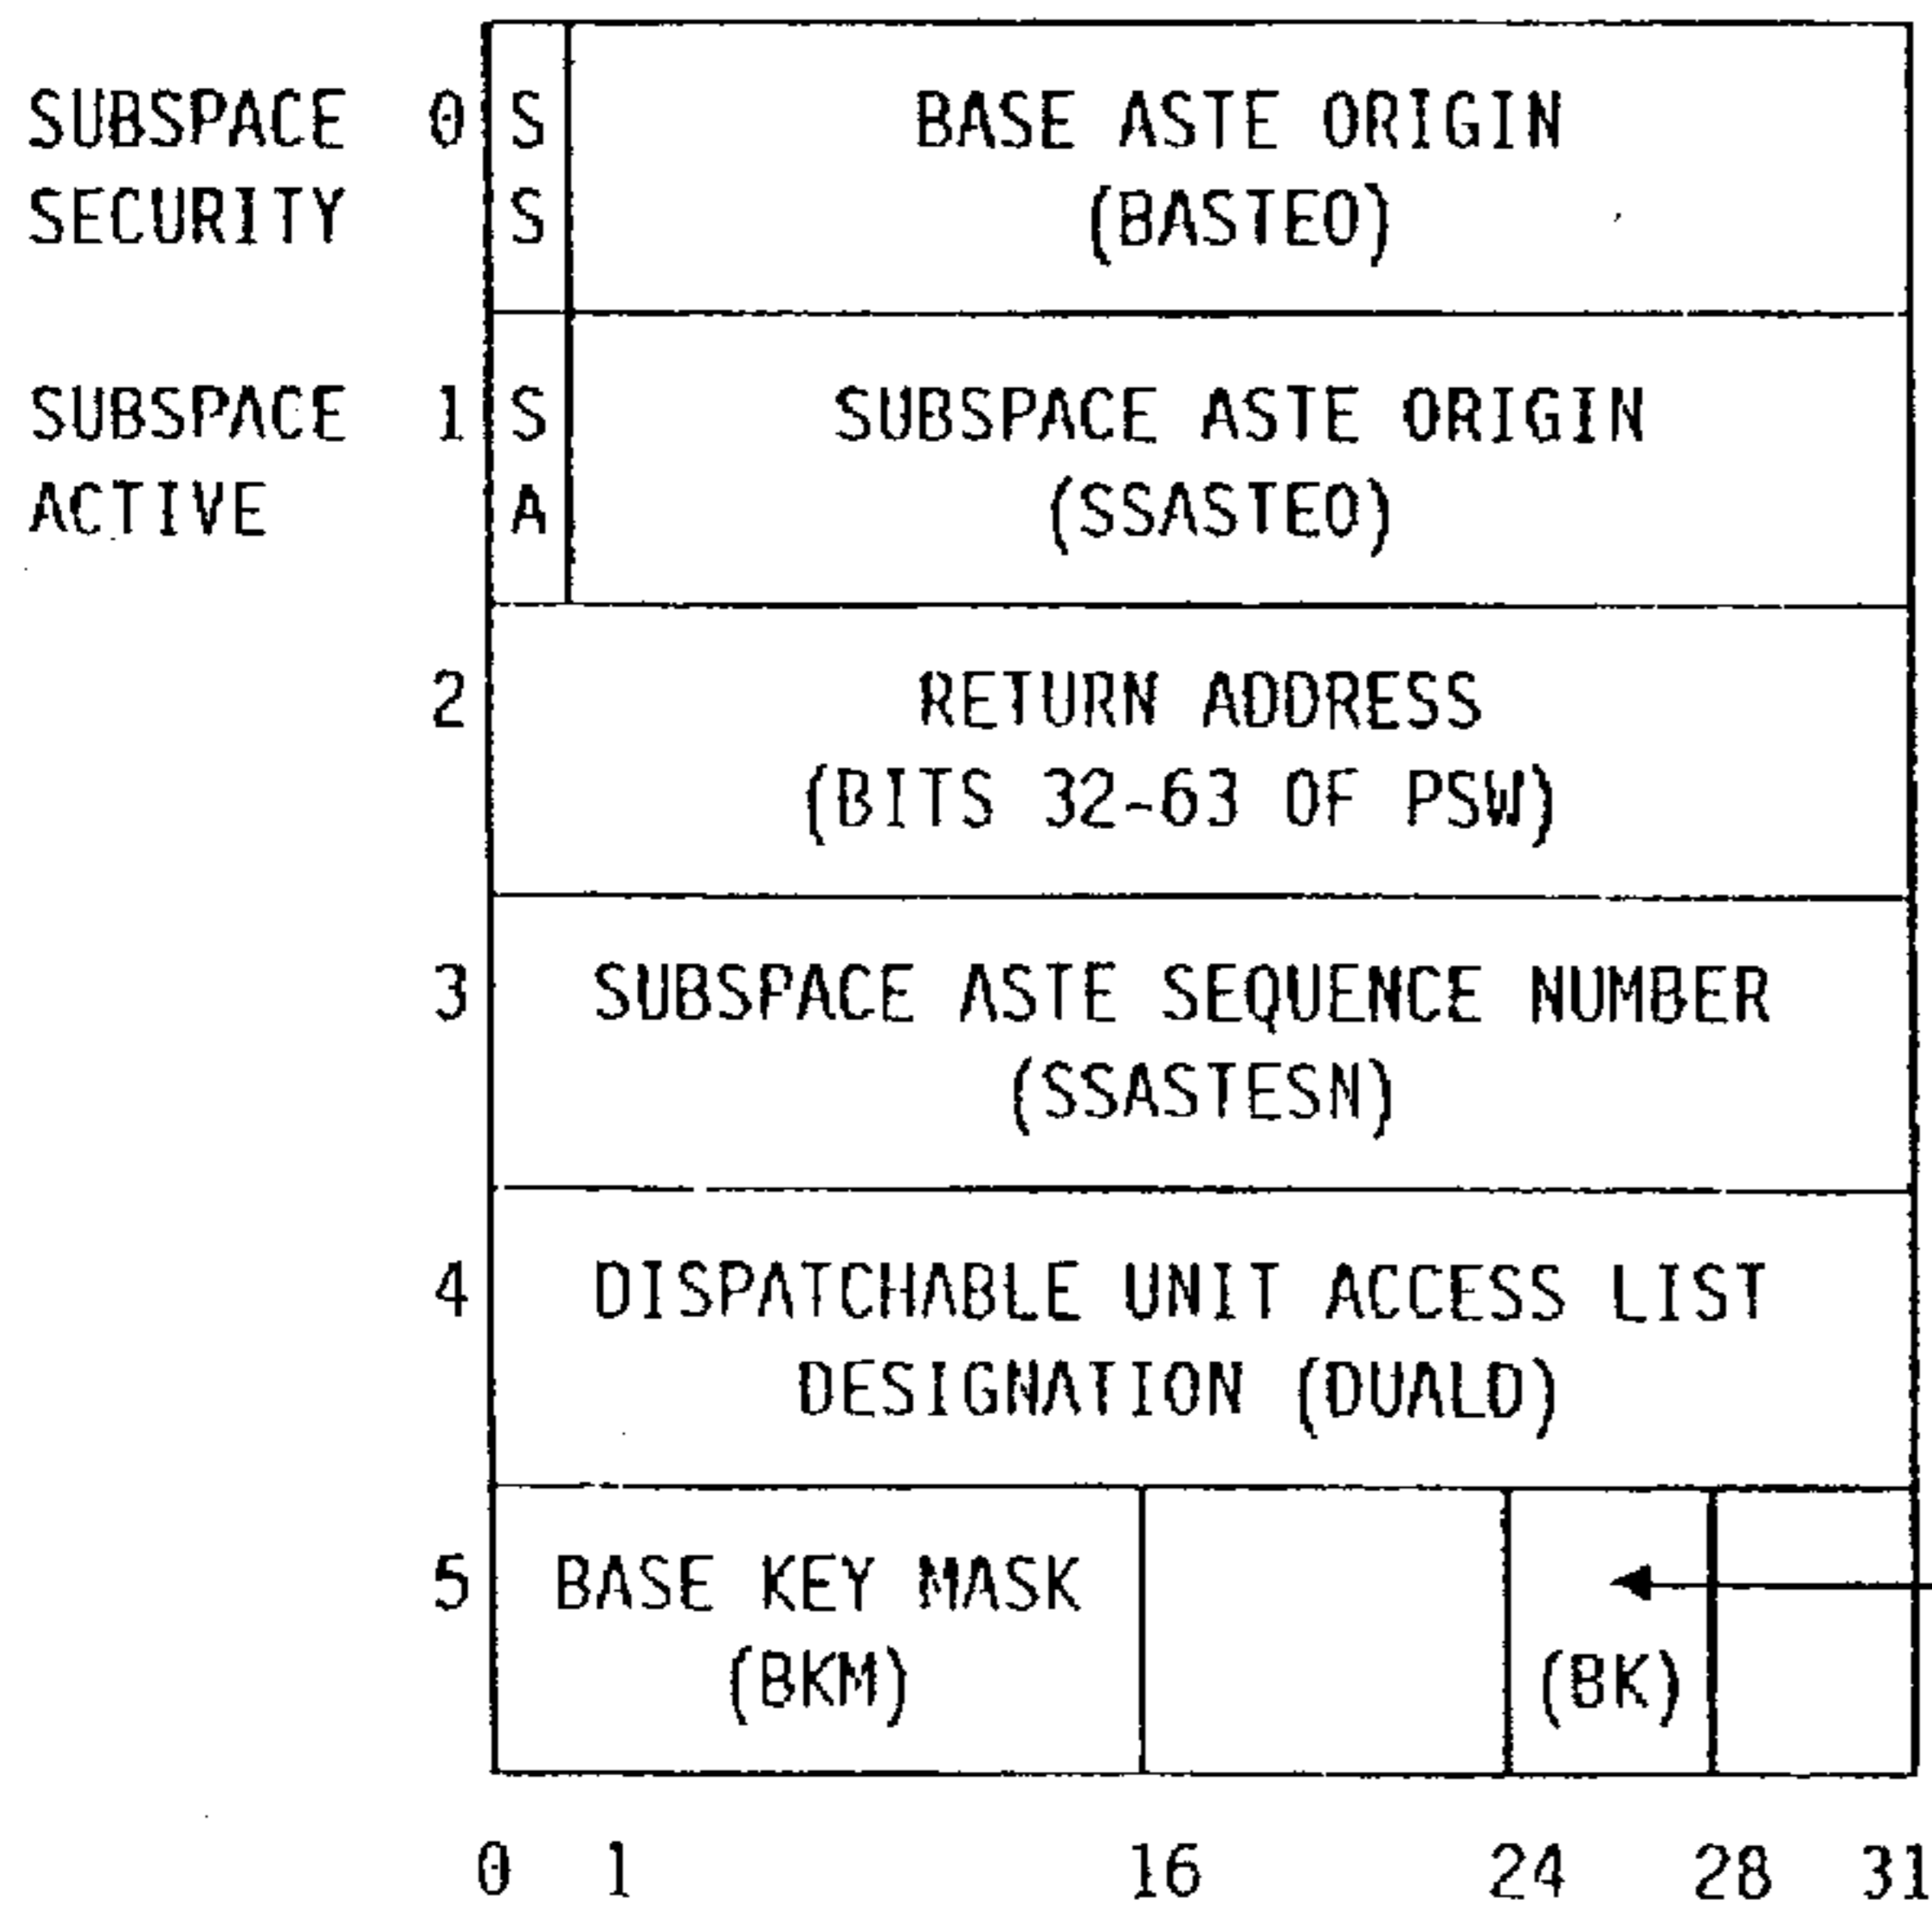 SUBSPACE 0 S BASE ASTE ORIGIN
SECURITY S (BASTEO)
SUBSPACE 1 S SUBSPACE ASTE ORIGIN
ACTIVE A (SSASTEO)
2 RETURN ADDRESS
(BITS 32-63 OF PSW)
3 SUBSPACE ASTE SEQUENCE NUMBER
(SSASTESN)
4 DISPATCHABLE UNIT ACCESS LIST
DESIGNATION (DUALD)
5 BASE KEY MASK
(BKM) (BK)
0 1 16 24 28 31